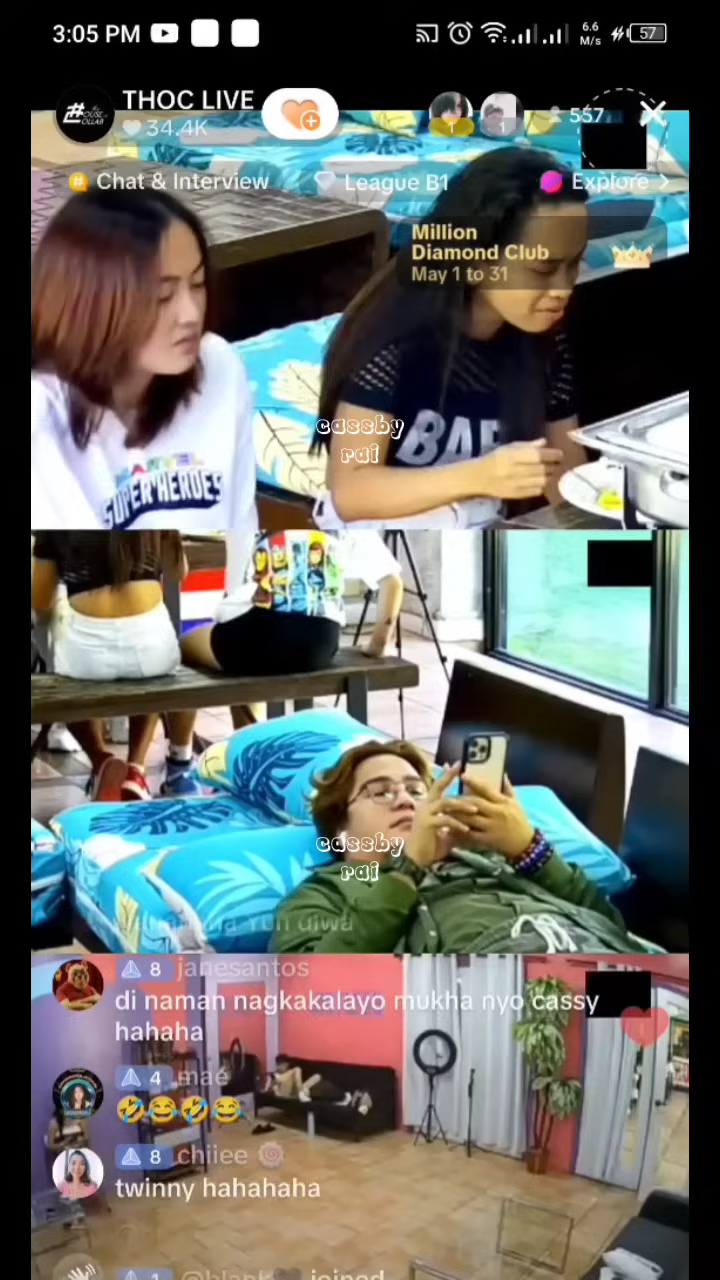 3:05 PM
6.6
M/s
57
THOC LIVE
34.4K
557
1
1
Chat & Interview
League B1
Explore >
Million
Diamond Club
May 1 to 31
SUPER HEROES
cassby
rai
cassby
rai
8 janesantos
di naman nagkakalayo mukha nyo cassy
hahaha
4 mae
🤣😂🤣😂
8 chiiee
twinny hahahaha
joined